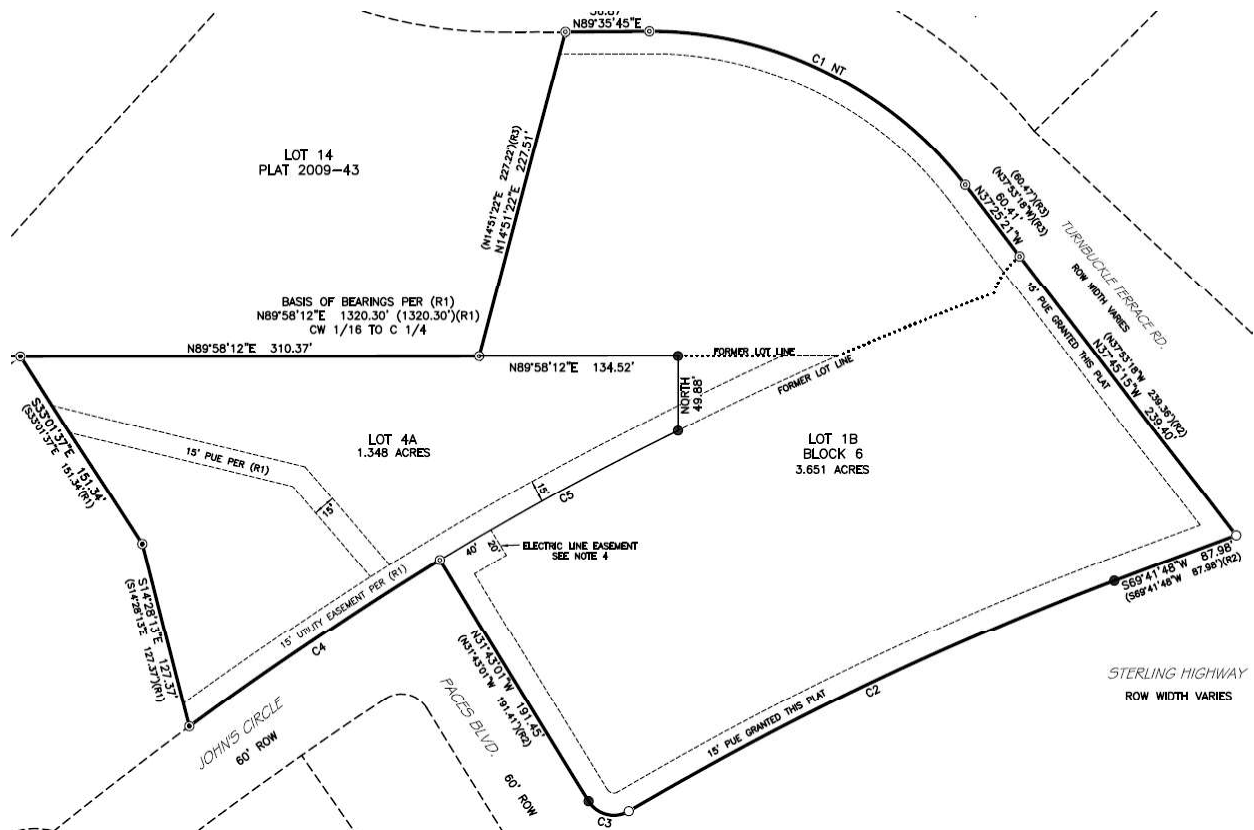 N89°35'45"E
C1 NT
LOT 14
PLAT 2009-43
(N14°51'22"E 227.22')(R3)
N14°51'22"E 227.51'
(60.47')(R3)
(N37°53'18"W)(R3)
60.41'
N37°25'21"W
TURNBUCKLE TERRACE RD.
ROW WIDTH VARIES
BASIS OF BEARINGS PER (R1)
N89°58'12"E 1320.30' (1320.30')(R1)
CW 1/16 TO C 1/4
15' PUE GRANTED THIS PLAT
(N37°53'18"W 239.36')(R2)
N37°45'15"W 239.40'
N89°58'12"E 310.37'
N89°58'12"E 134.52'
FORMER LOT LINE
FORMER LOT LINE
NORTH
49.88'
S33°01'37"E 151.34'
(S33°01'37"E 151.34')(R1)
15' PUE PER (R1)
15'
LOT 4A
1.348 ACRES
LOT 1B
BLOCK 6
3.651 ACRES
15'
C5
40'
20'
ELECTRIC LINE EASEMENT
SEE NOTE 4
S69°41'48"W 87.98'
(S69°41'48"W 87.98')(R2)
S14°28'13"E 127.37'
(S14°28'13"E 127.37')(R1)
15' UTILITY EASEMENT PER (R1)
C4
N31°43'01"W 191.45'
(N31°43'01"W 191.41')(R2)
STERLING HIGHWAY
ROW WIDTH VARIES
C2
15' PUE GRANTED THIS PLAT
JOHN'S CIRCLE
60' ROW
PACES BLVD.
60' ROW
C3